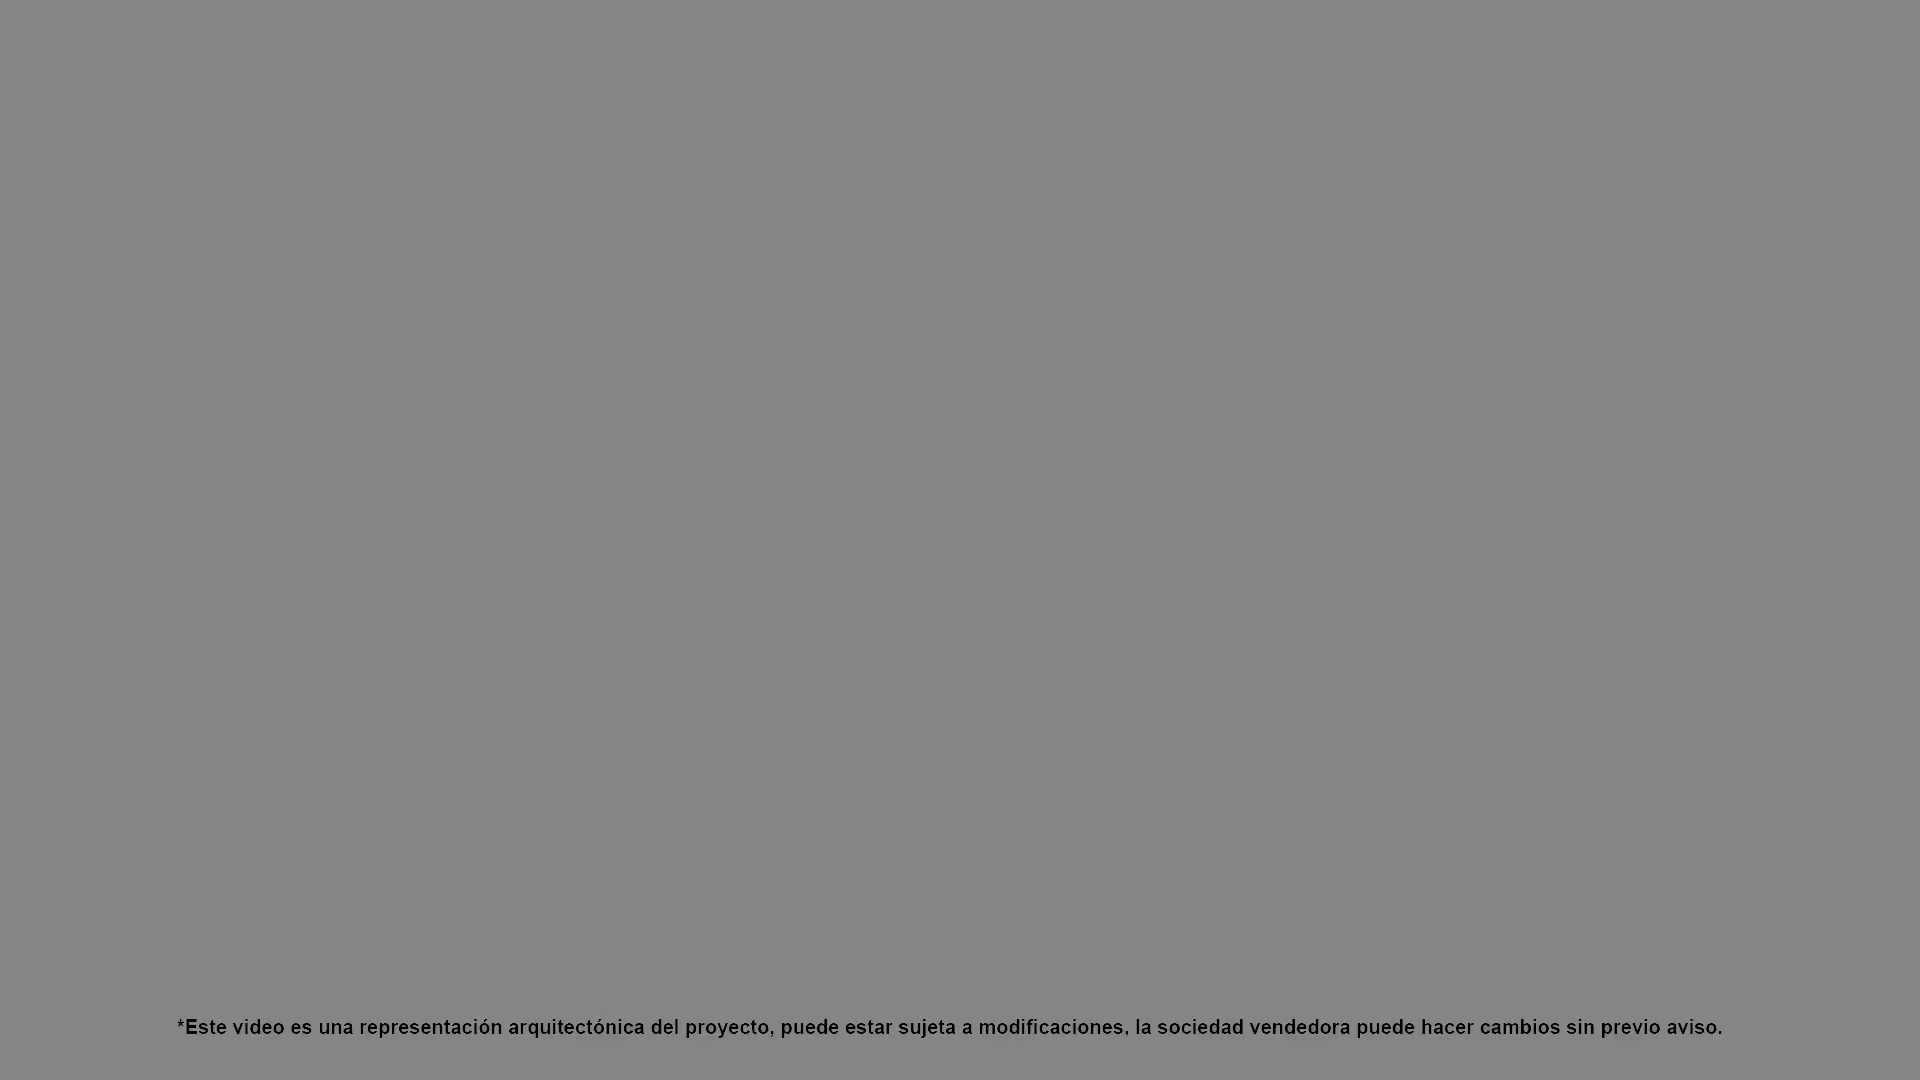 *Este video es una representación arquitectónica del proyecto, puede estar sujeta a modificaciones, la sociedad vendedora puede hacer cambios sin previo aviso.